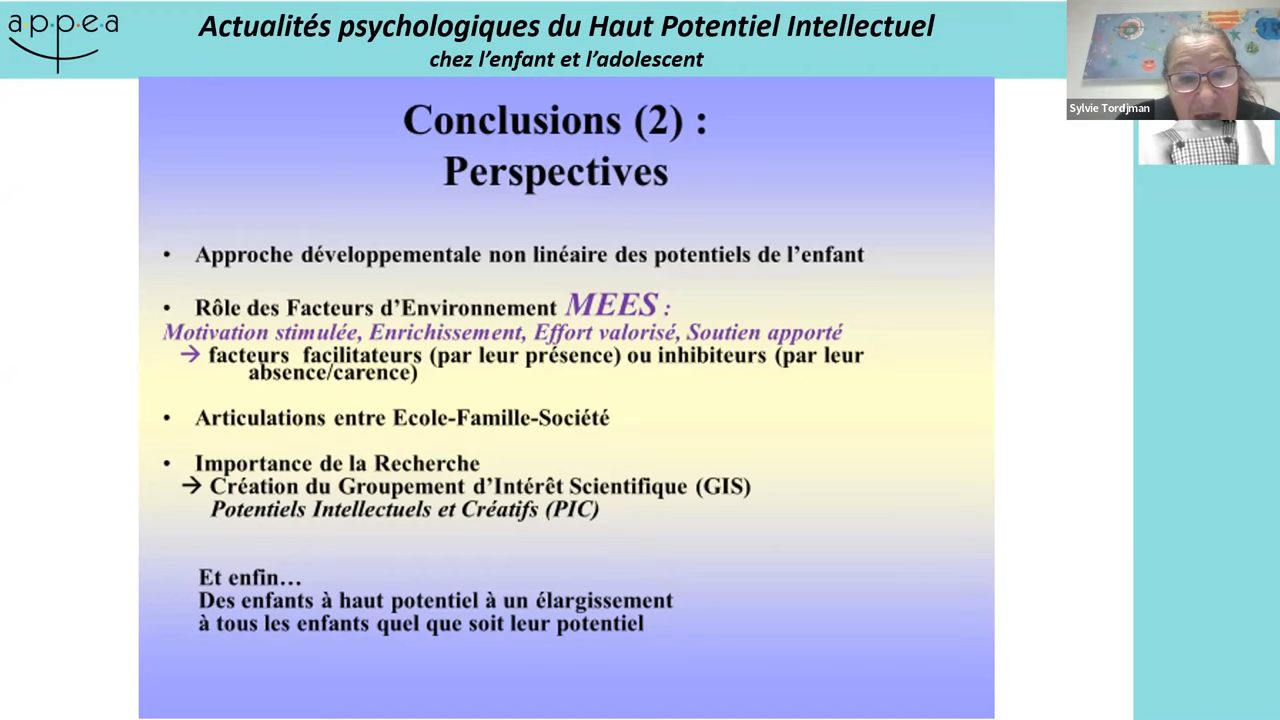 appea
Actualités psychologiques du Haut Potentiel Intellectuel
chez l'enfant et l'adolescent
Sylvie Tordjman
Conclusions (2) :
Perspectives
• Approche développementale non linéaire des potentiels de l'enfant
• Rôle des Facteurs d'Environnement MEES :
Motivation stimulée, Enrichissement, Effort valorisé, Soutien apporté
→ facteurs facilitateurs (par leur présence) ou inhibiteurs (par leur
absence/carence)
• Articulations entre Ecole-Famille-Société
• Importance de la Recherche
→ Création du Groupement d'Intérêt Scientifique (GIS)
Potentiels Intellectuels et Créatifs (PIC)
Et enfin…
Des enfants à haut potentiel à un élargissement
à tous les enfants quel que soit leur potentiel